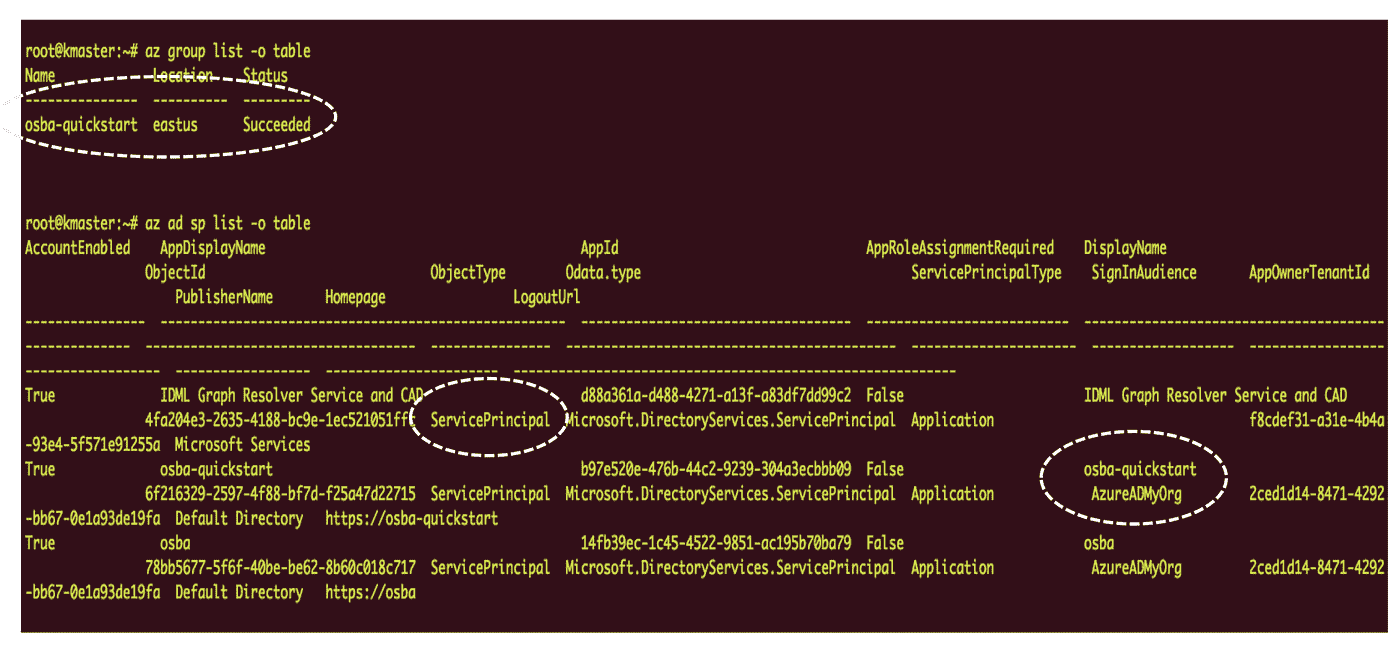 root@kmaster:~# az group list -o table
Name Location Status
--------------- ---------- ---------
osba-quickstart eastus Succeeded
root@kmaster:~# az ad sp list -o table
AccountEnabled AppDisplayName AppId AppRoleAssignmentRequired DisplayName
ObjectId ObjectType Odata.type ServicePrincipalType SignInAudience AppOwnerTenantId
PublisherName Homepage LogoutUrl
---------------- ------------------------------------------------------ ------------------------------------ --------------------------- ----------------------------------------
-------------- ------------------------------------ ---------------- -------------------------------------------- ---------------------- ------------------- ------------------
------------------ ------------------ ----------------------- -----------------------------------------------------------
True IDML Graph Resolver Service and CAD d88a361a-d488-4271-a13f-a83df7dd99c2 False IDML Graph Resolver Service and CAD
4fa204e3-2635-4188-bc9e-1ec521051ffc ServicePrincipal Microsoft.DirectoryServices.ServicePrincipal Application f8cdef31-a31e-4b4a
-93e4-5f571e91255a Microsoft Services
True osba-quickstart b97e520e-476b-44c2-9239-304a3ecbbb09 False osba-quickstart
6f216329-2597-4f88-bf7d-f25a47d22715 ServicePrincipal Microsoft.DirectoryServices.ServicePrincipal Application AzureADMyOrg 2ced1d14-8471-4292
-bb67-0e1a93de19fa Default Directory https://osba-quickstart
True osba 14fb39ec-1c45-4522-9851-ac195b70ba79 False osba
78bb5677-5f6f-40be-be62-8b60c018c717 ServicePrincipal Microsoft.DirectoryServices.ServicePrincipal Application AzureADMyOrg 2ced1d14-8471-4292
-bb67-0e1a93de19fa Default Directory https://osba